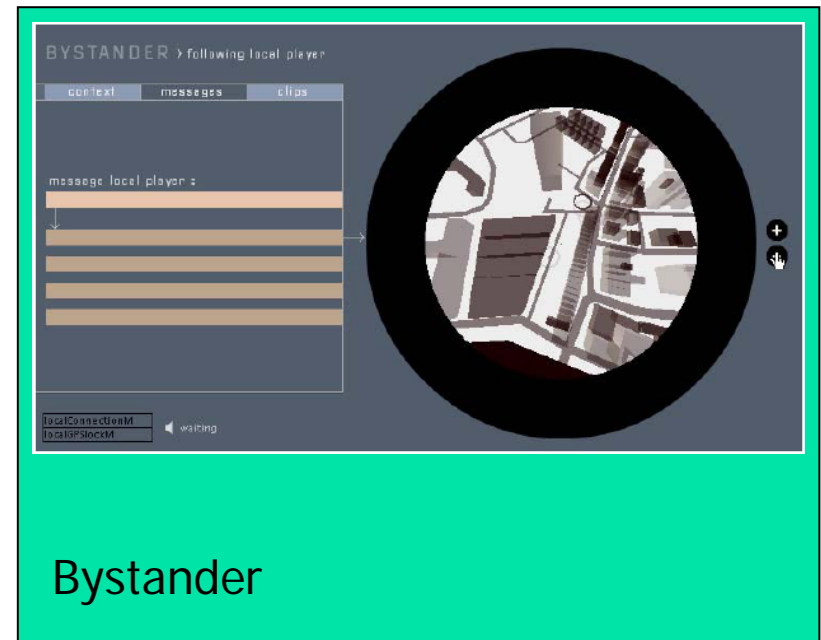 BYSTANDER > following local player
context messages clips
message local player :
+
localConnectionM
localGPSlockM
waiting
Bystander